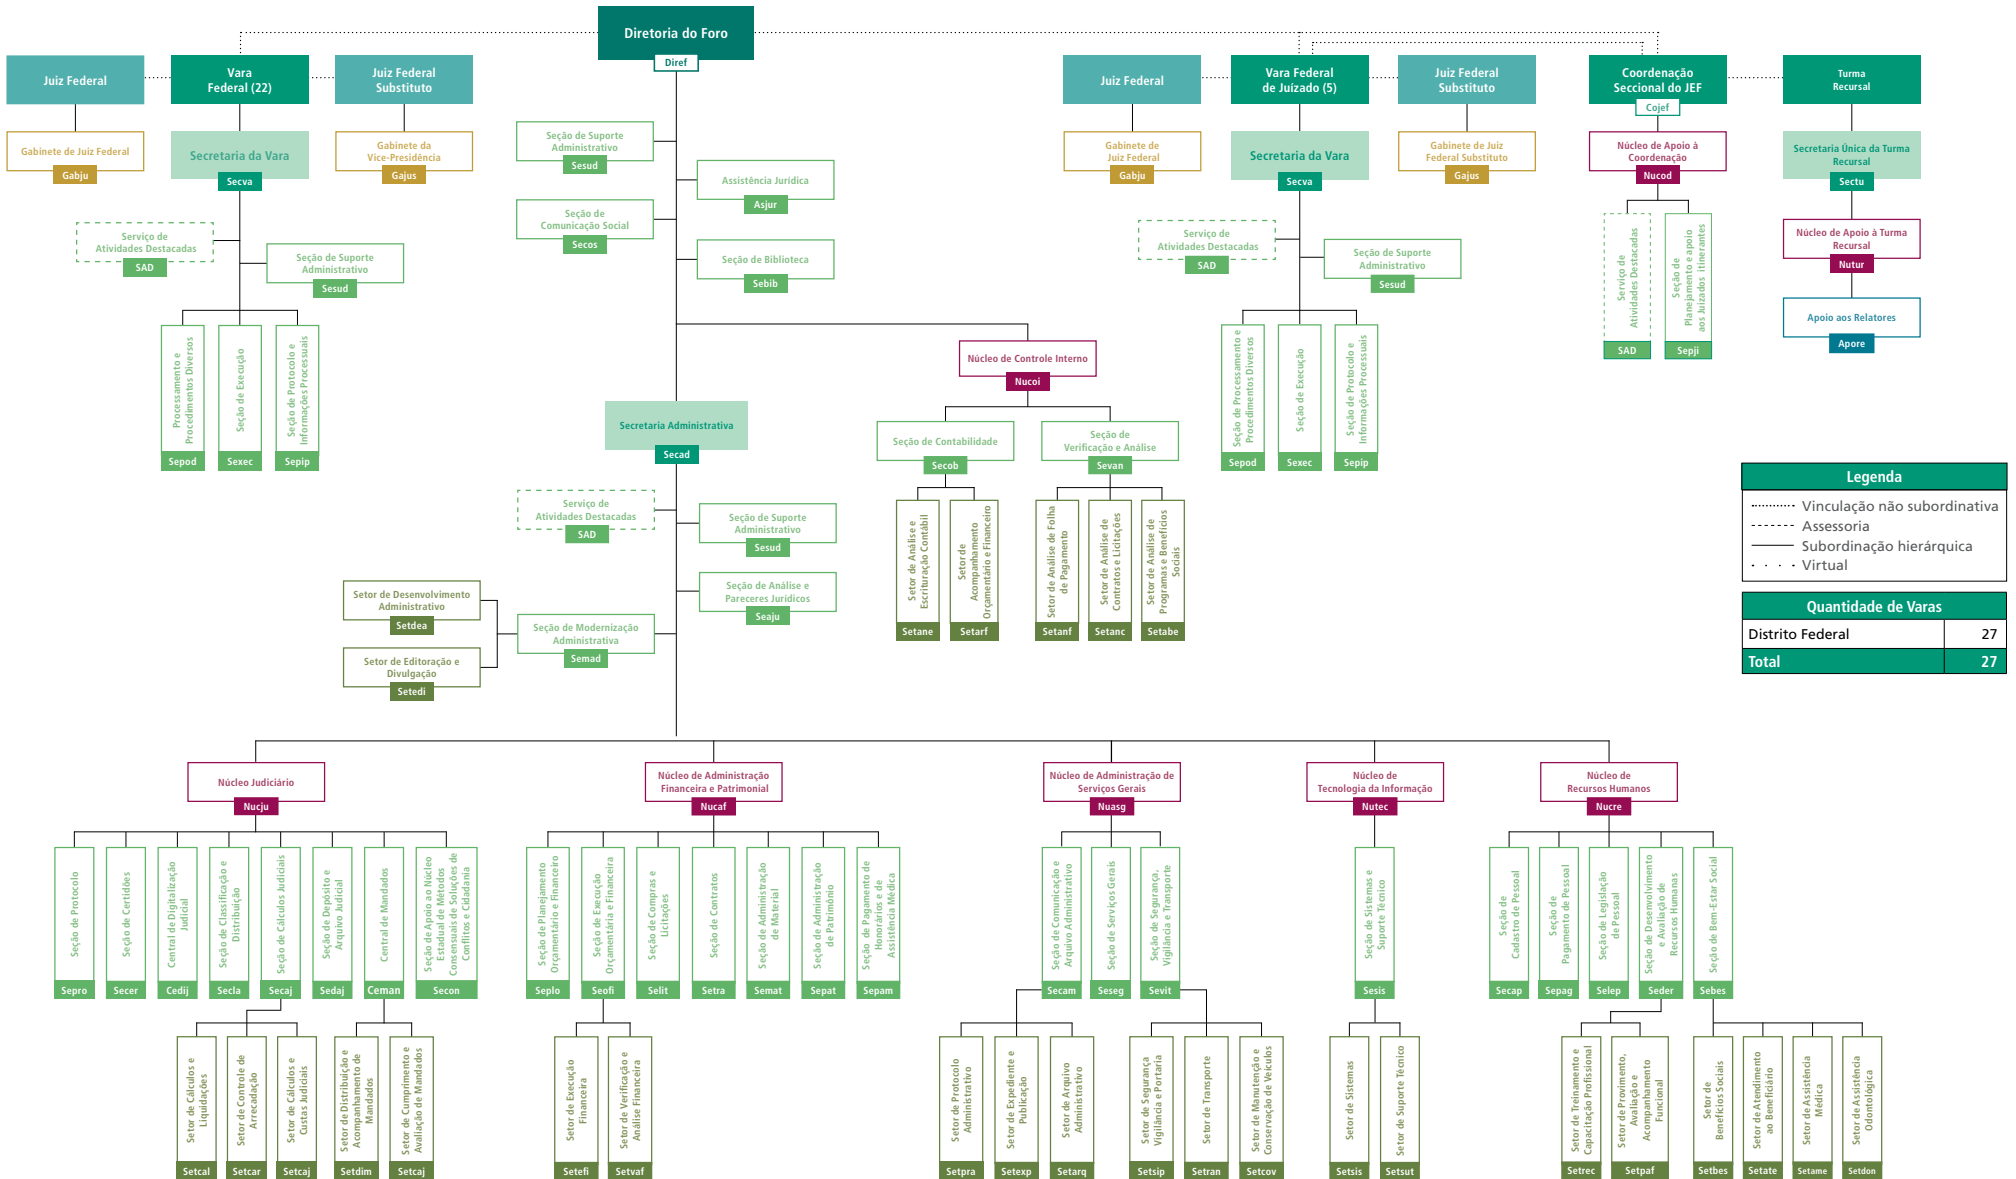 Diretoria do Foro
Diref
Juiz Federal
Vara
Federal (22)
Juiz Federal
Substituto
Gabinete de Juiz Federal
Gabju
Secretaria da Vara
Secva
Gabinete da
Vice-Presidência
Gajus
Serviço de
Atividades Destacadas
SAD
Seção de Suporte
Administrativo
Sesud
Processamento e
Procedimentos Diversos
Sepod
Seção de Execução
Sexec
Seção de Protocolo e
Informações Processuais
Sepip
Seção de Suporte
Administrativo
Sesud
Assistência Jurídica
Asjur
Seção de
Comunicação Social
Secos
Seção de Biblioteca
Sebib
Juiz Federal
Vara Federal
de Juízado (5)
Juiz Federal
Substituto
Gabinete de
Juiz Federal
Gabju
Secretaria da Vara
Secva
Gabinete de Juiz
Federal Substituto
Gajus
Serviço de
Atividades Destacadas
SAD
Seção de Suporte
Administrativo
Sesud
Seção de Processamento e
Procedimentos Diversos
Sepod
Seção de Execução
Sexec
Seção de Protocolo e
Informações Processuais
Sepip
Coordenação
Seccional do JEF
Cojef
Núcleo de Apoio à
Coordenação
Nucod
Serviço de
Atividades Destacadas
SAD
Seção de
Planejamento e apoio
aos Juizados itinerantes
Sepji
Turma
Recursal
Secretaria Única da Turma
Recursal
Sectu
Núcleo de Apoio à Turma
Recursal
Nutur
Apoio aos Relatores
Apore
Núcleo de Controle Interno
Nucoi
Seção de Contabilidade
Secob
Seção de
Verificação e Análise
Sevan
Setor de Análise e
Escrituração Contábil
Setane
Setor de
Acompanhamento
Orçamentário e Financeiro
Setarf
Setor de Análise de Folha
de Pagamento
Setanf
Setor de Análise de
Contratos e Licitações
Setanc
Setor de Análise de
Programas e Benefícios
Sociais
Setabe
Secretaria Administrativa
Secad
Serviço de
Atividades Destacadas
SAD
Seção de Suporte
Administrativo
Sesud
Seção de Análise e
Pareceres Jurídicos
Seaju
Setor de Desenvolvimento
Administrativo
Setdea
Seção de Modernização
Administrativa
Semad
Setor de Editoração e
Divulgação
Setedi
Legenda
Vinculação não subordinativa
Assessoria
Subordinação hierárquica
Virtual
Quantidade de Varas
Distrito Federal 27
Total 27
Núcleo Judiciário
Nucju
Núcleo de Administração
Financeira e Patrimonial
Nucaf
Núcleo de Administração de
Serviços Gerais
Nuasg
Núcleo de
Tecnologia da Informação
Nutec
Núcleo de
Recursos Humanos
Nucre
Seção de Protocolo
Sepro
Seção de Certidões
Secer
Central de Digitalização
Judicial
Cedij
Seção de Classificação e
Distribuição
Secla
Seção de Cálculos Judiciais
Secaj
Seção de Depósito e
Arquivo Judicial
Sedaj
Central de Mandados
Ceman
Seção de Apoio ao Núcleo
Estadual de Métodos
Consensuais de Soluções de
Conflitos e Cidadania
Secon
Seção de Planejamento
Orçamentário e Financeiro
Seplo
Seção de Execução
Orçamentária e Financeira
Seofi
Seção de Compras e
Licitações
Selit
Seção de Contratos
Setra
Seção de Administração
de Material
Semat
Seção de Administração
de Patrimônio
Sepat
Seção de Pagamento de
Honorários e de
Assistência Médica
Sepam
Seção de Comunicação e
Arquivo Administrativo
Secam
Seção de Serviços Gerais
Seseg
Seção de Segurança,
Vigilância e Transporte
Sevit
Seção de Sistemas e
Suporte Técnico
Sesis
Seção de
Cadastro de Pessoal
Secap
Seção de
Pagamento de Pessoal
Sepag
Seção de Legislação
de Pessoal
Selep
Seção de Desenvolvimento
e Avaliação de
Recursos Humanas
Seder
Seção de Bem-Estar Social
Sebes
Setor de Cálculos e
Liquidações
Setcal
Setor de Controle de
Arrecadação
Setcar
Setor de Cálculos e
Custas Judiciais
Setcaj
Setor de Distribuição e
Acompanhamento de
Mandados
Setdim
Setor de Cumprimento e
Avaliação de Mandados
Setcaj
Setor de Execução
Financeira
Setefi
Setor de Verificação e
Análise Financeira
Setvaf
Setor de Protocolo
Administrativo
Setpra
Setor de Expediente e
Publicação
Setexp
Setor de Arquivo
Administrativo
Setarq
Setor de Segurança
Vigilância e Portaria
Setsip
Setor de Transporte
Setran
Setor de Manutenção e
Conservação de Veículos
Setcov
Setor de Sistemas
Setsis
Setor de Suporte Técnico
Setsut
Setor de Treinamento e
Capacitação Profissional
Setrec
Setor de Provimento,
Avaliação e
Acompanhamento
Funcional
Setpaf
Setor de
Benefícios Sociais
Setbes
Setor de Atendimento
ao Beneficiário
Setate
Setor de Assistência
Médica
Setame
Setor de Assistência
Odontológica
Setdon